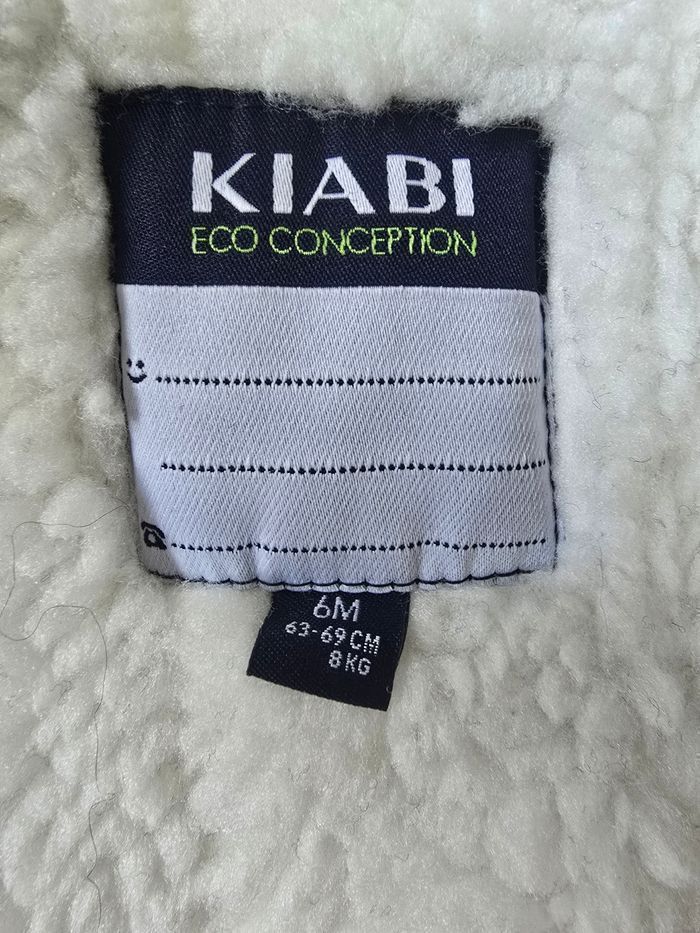 KIABI
ECO CONCEPTION
6M
63-69 CM
8 KG